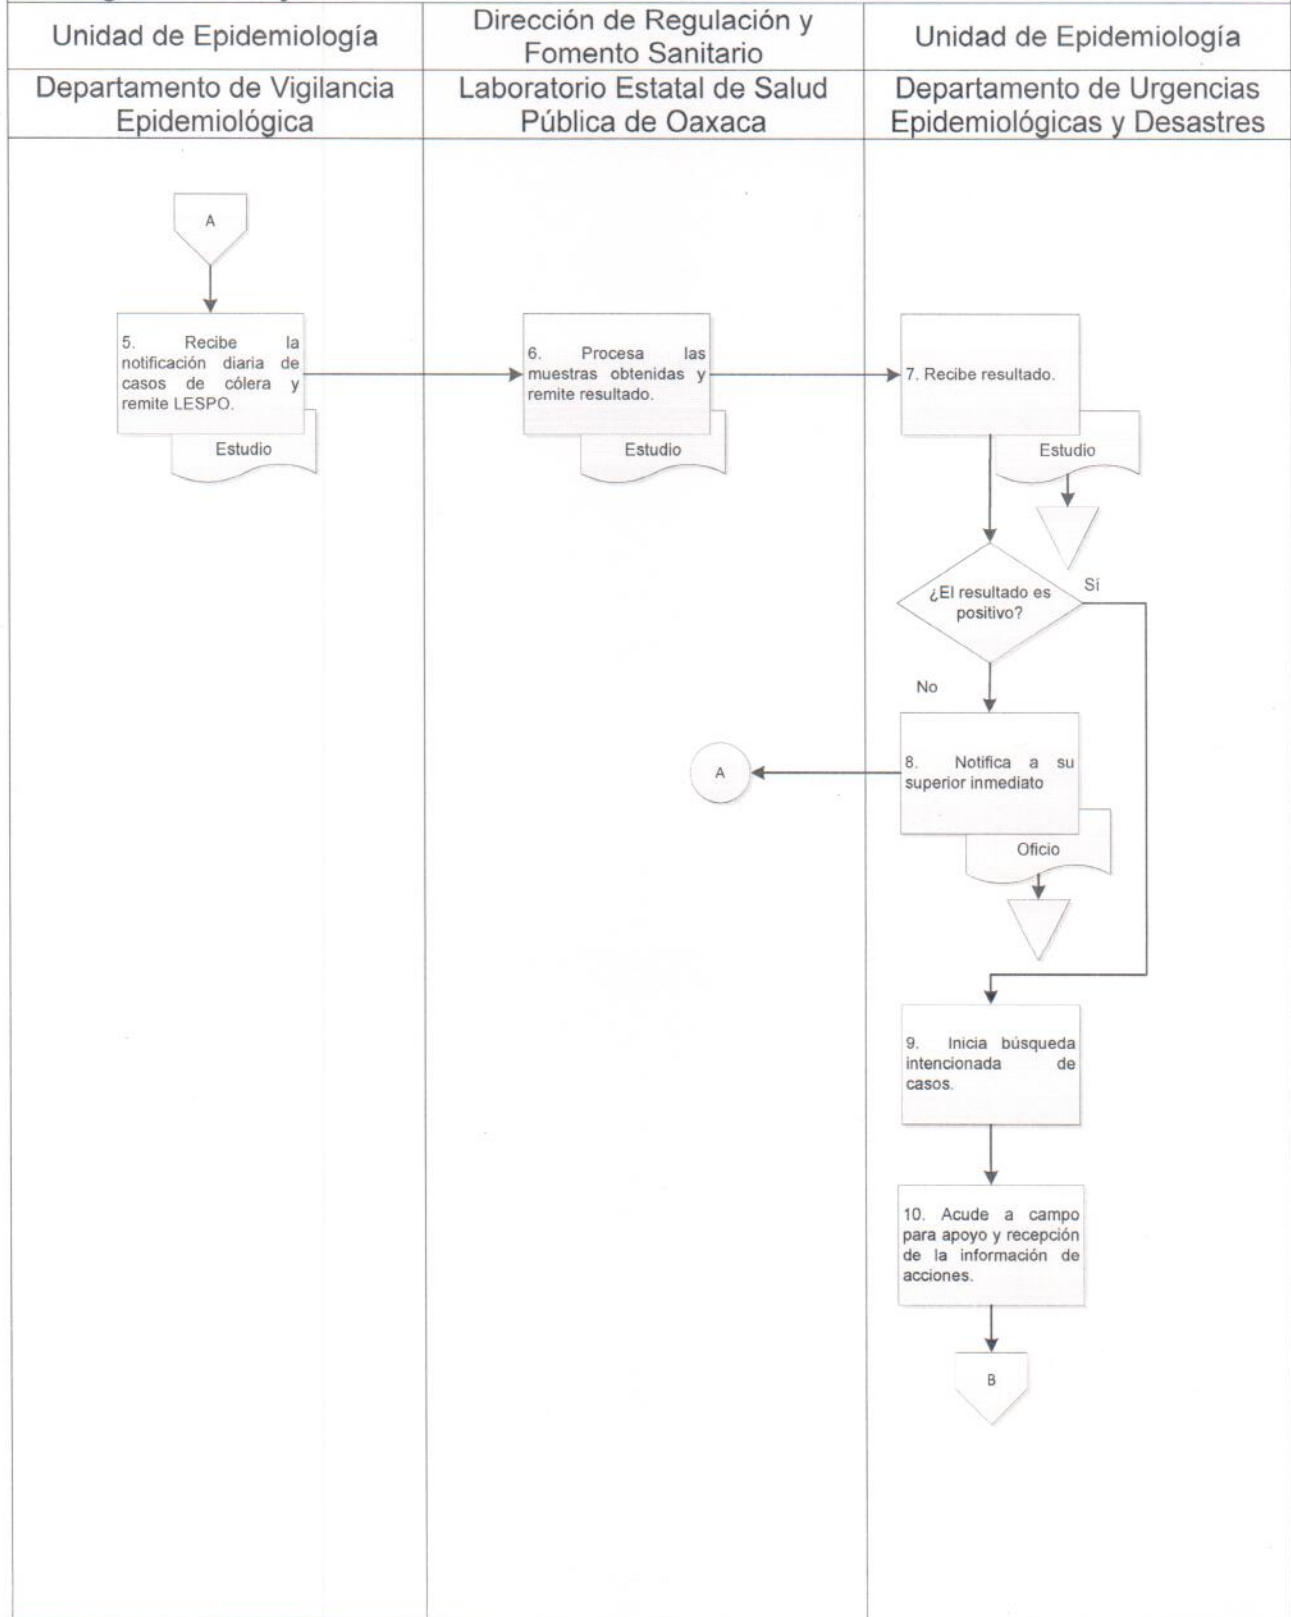 Unidad de Epidemiología
Dirección de Regulación y
Fomento Sanitario
Unidad de Epidemiología
Departamento de Vigilancia
Epidemiológica
Laboratorio Estatal de Salud
Pública de Oaxaca
Departamento de Urgencias
Epidemiológicas y Desastres
A
5. Recibe la
notificación diaria de
casos de cólera y
remite LESPO.
Estudio
6. Procesa las
muestras obtenidas y
remite resultado.
Estudio
7. Recibe resultado.
Estudio
¿El resultado es
positivo?
Sí
No
8. Notifica a su
superior inmediato
Oficio
A
9. Inicia búsqueda
intencionada de
casos.
10. Acude a campo
para apoyo y recepción
de la información de
acciones.
B